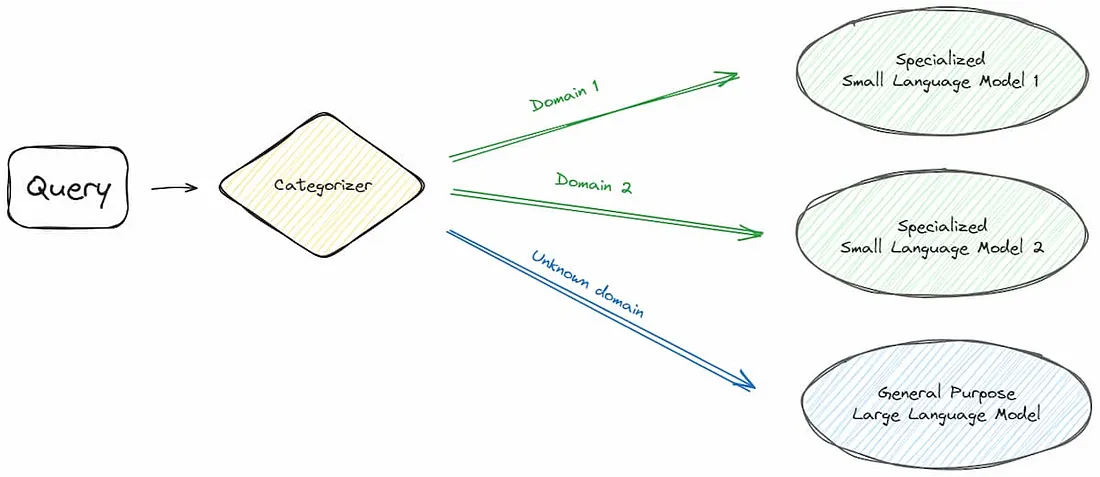 Query
Categorizer
Domain 1
Domain 2
Unknown domain
Specialized
Small Language Model 1
Specialized
Small Language Model 2
General Purpose
Large Language Model